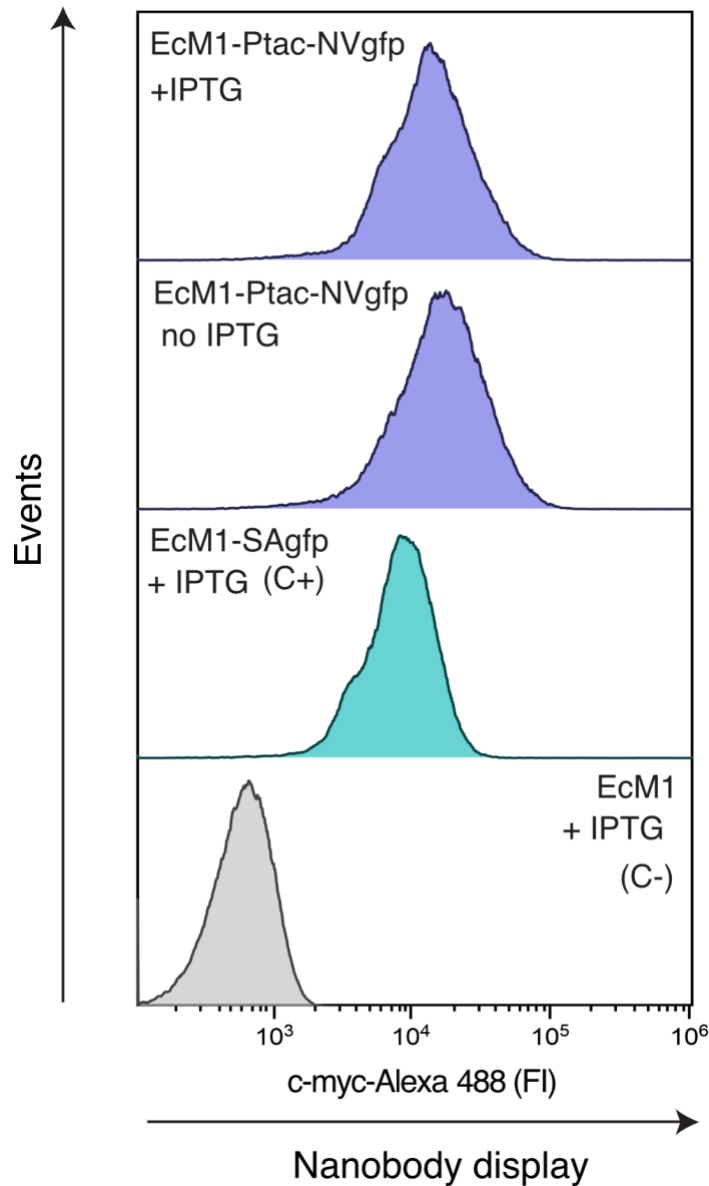 EcM1-Ptac-NVgfp
+IPTG
EcM1-Ptac-NVgfp
no IPTG
EcM1-SAgfp
+ IPTG (C+)
EcM1
+ IPTG
(C-)
Events
10³ 10⁴ 10⁵ 10⁶
c-myc-Alexa 488 (FI)
Nanobody display